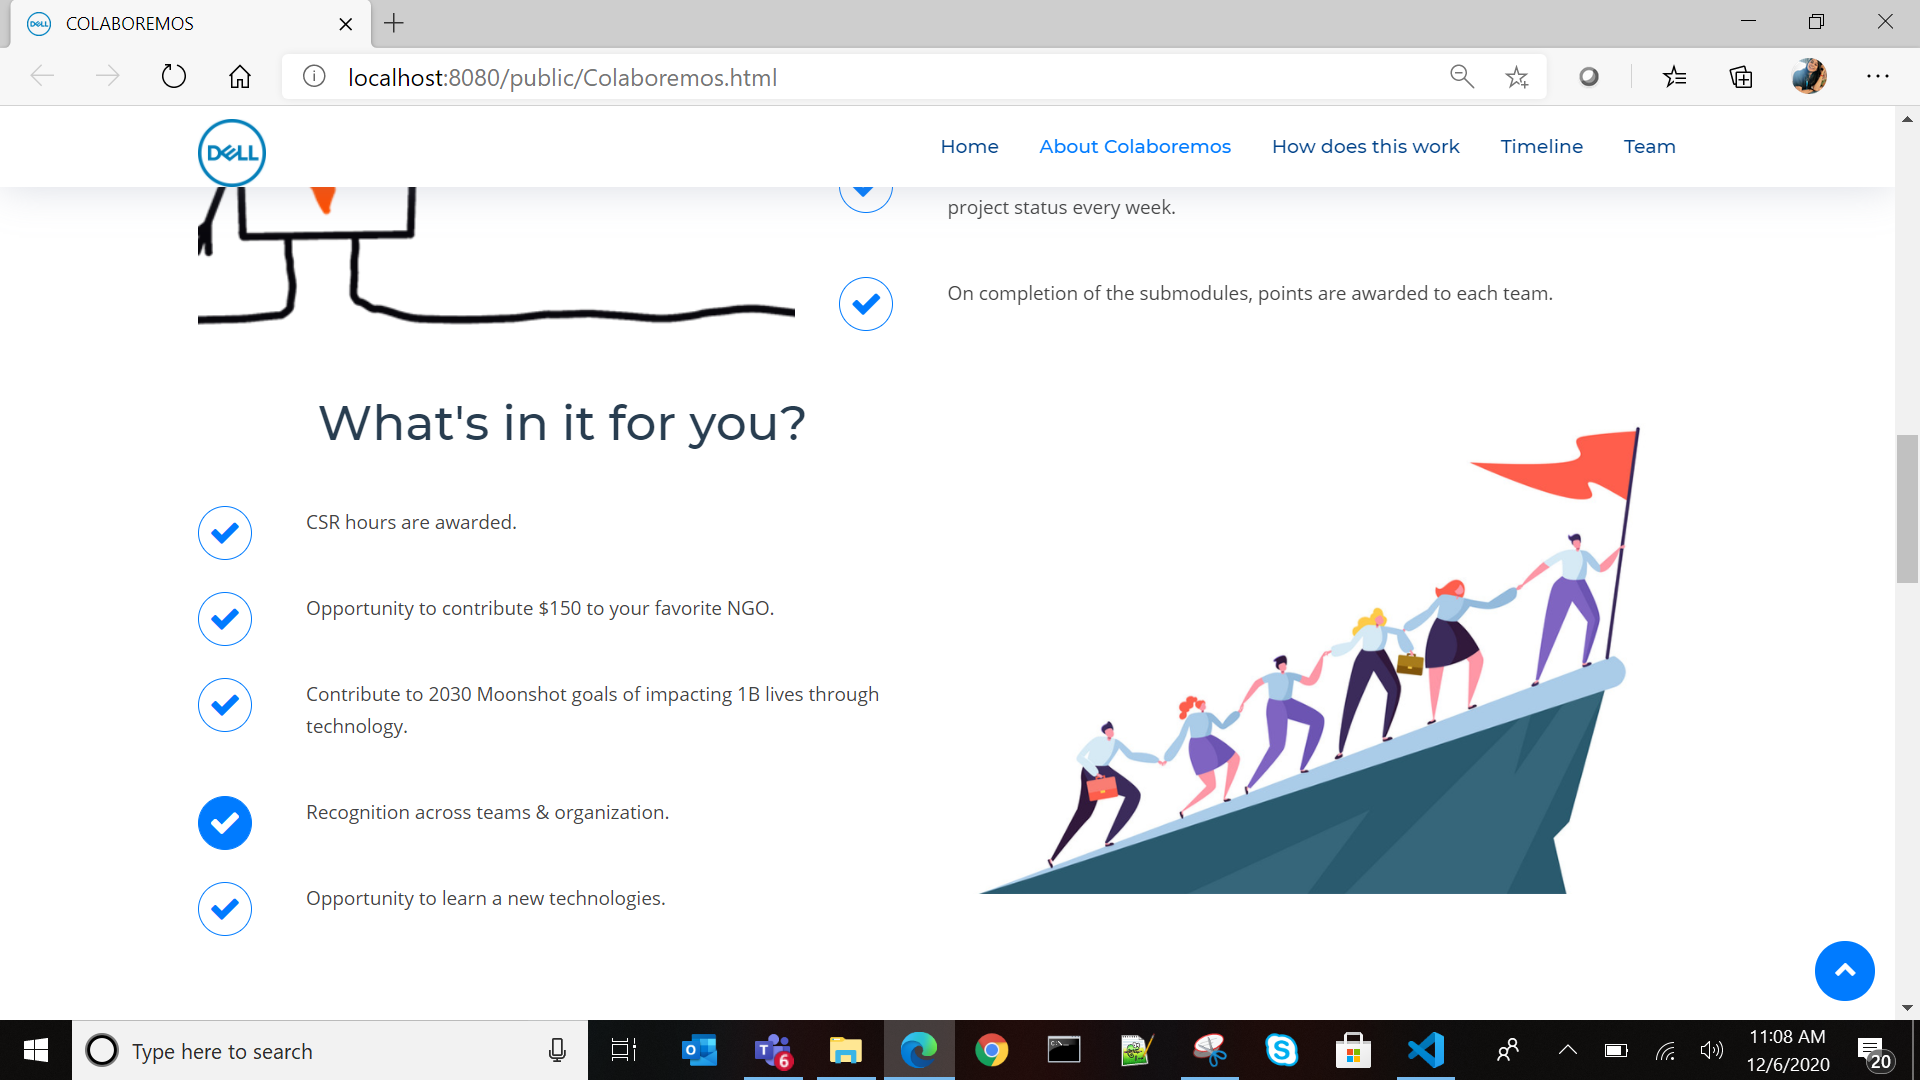 DELL COLABOREMOS
localhost:8080/public/Colaboremos.html
DELL
Home About Colaboremos How does this work Timeline Team
project status every week.
On completion of the submodules, points are awarded to each team.
What's in it for you?
CSR hours are awarded.
Opportunity to contribute $150 to your favorite NGO.
Contribute to 2030 Moonshot goals of impacting 1B lives through
technology.
Recognition across teams & organization.
Opportunity to learn a new technologies.
Type here to search
6
11:08 AM
12/6/2020
20